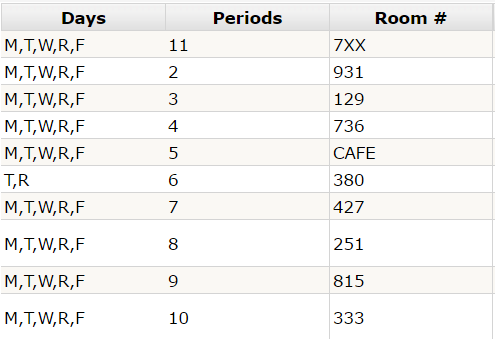 Days Periods Room #
M,T,W,R,F 11 7XX
M,T,W,R,F 2 931
M,T,W,R,F 3 129
M,T,W,R,F 4 736
M,T,W,R,F 5 CAFE
T,R 6 380
M,T,W,R,F 7 427
M,T,W,R,F 8 251
M,T,W,R,F 9 815
M,T,W,R,F 10 333